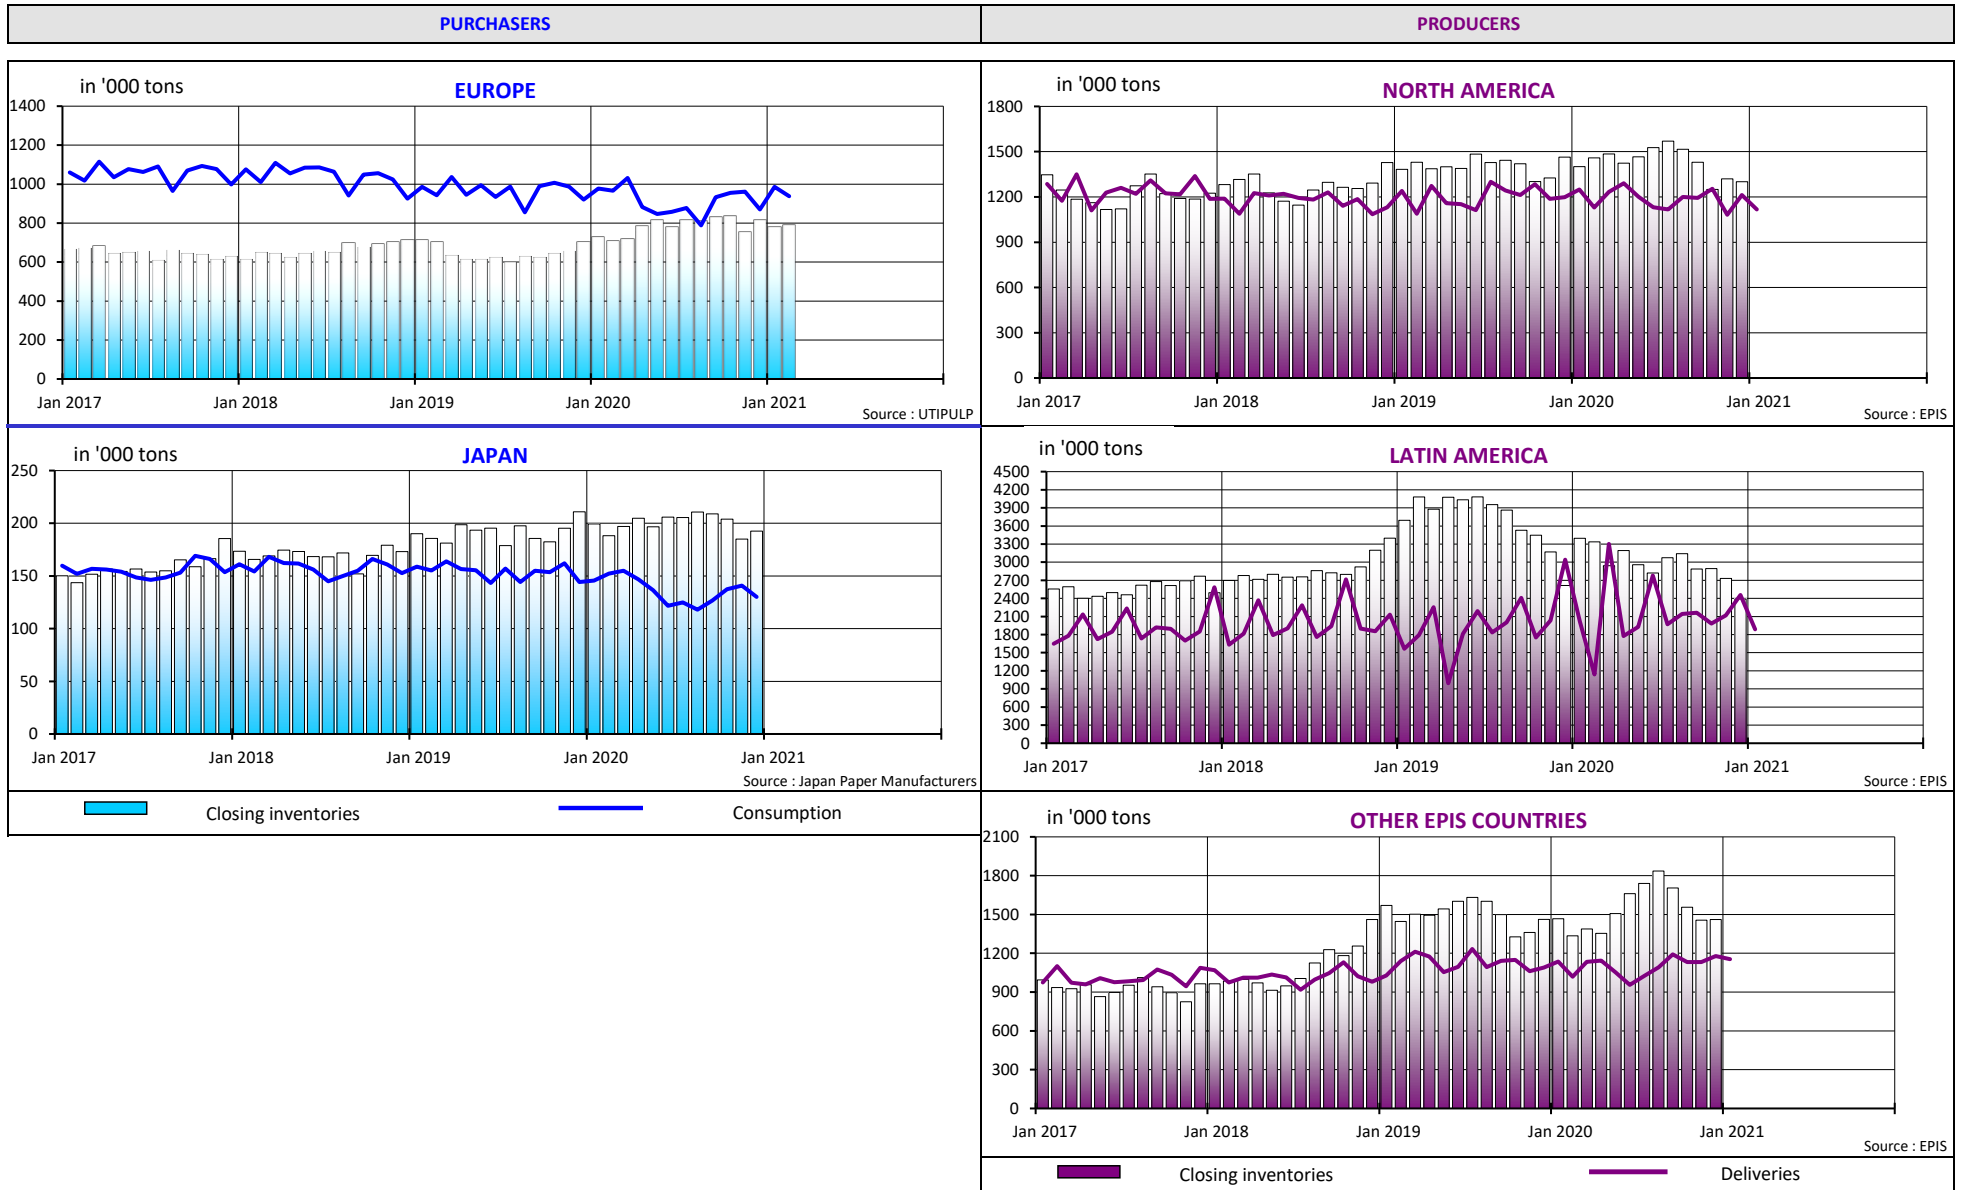 PURCHASERS
PRODUCERS
in '000 tons
EUROPE
1400
1200
1000
800
600
400
200
0
Jan 2017 Jan 2018 Jan 2019 Jan 2020 Jan 2021
Source : UTIPULP
in '000 tons
NORTH AMERICA
1800
1500
1200
900
600
300
0
Jan 2017 Jan 2018 Jan 2019 Jan 2020 Jan 2021
Source : EPIS
in '000 tons
JAPAN
250
200
150
100
50
0
Jan 2017 Jan 2018 Jan 2019 Jan 2020 Jan 2021
Source : Japan Paper Manufacturers
Closing inventories Consumption
in '000 tons
LATIN AMERICA
4500
4200
3900
3600
3300
3000
2700
2400
2100
1800
1500
1200
900
600
300
0
Jan 2017 Jan 2018 Jan 2019 Jan 2020 Jan 2021
Source : EPIS
in '000 tons
OTHER EPIS COUNTRIES
2100
1800
1500
1200
900
600
300
0
Jan 2017 Jan 2018 Jan 2019 Jan 2020 Jan 2021
Source : EPIS
Closing inventories Deliveries